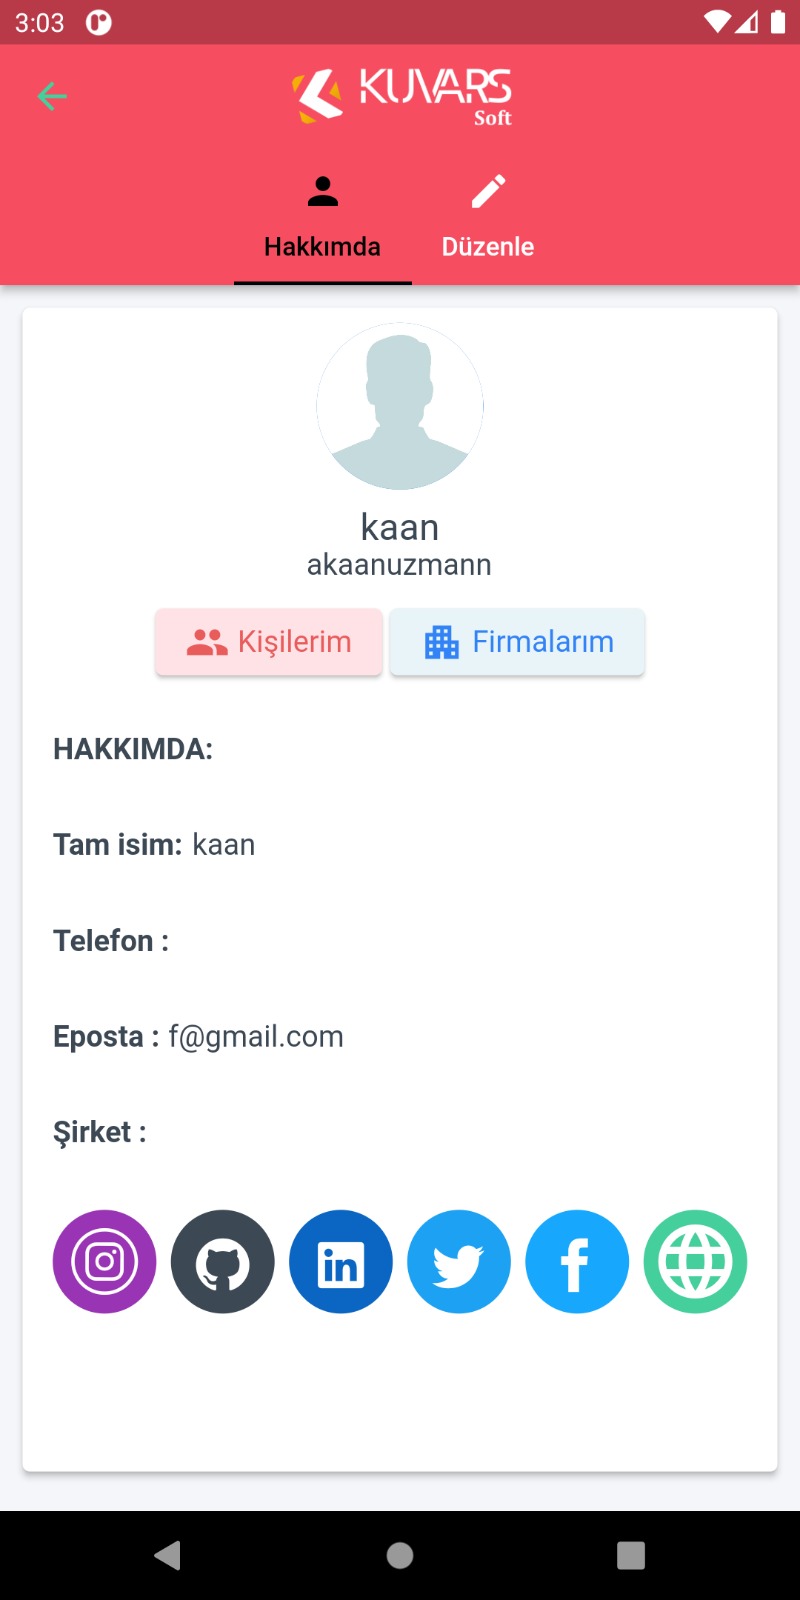 3:03
KUVARS
Soft
Hakkımda
Düzenle
kaan
akaanuzmann
Kişilerim
Firmalarım
HAKKIMDA:
Tam isim: kaan
Telefon :
Eposta : f@gmail.com
Şirket :